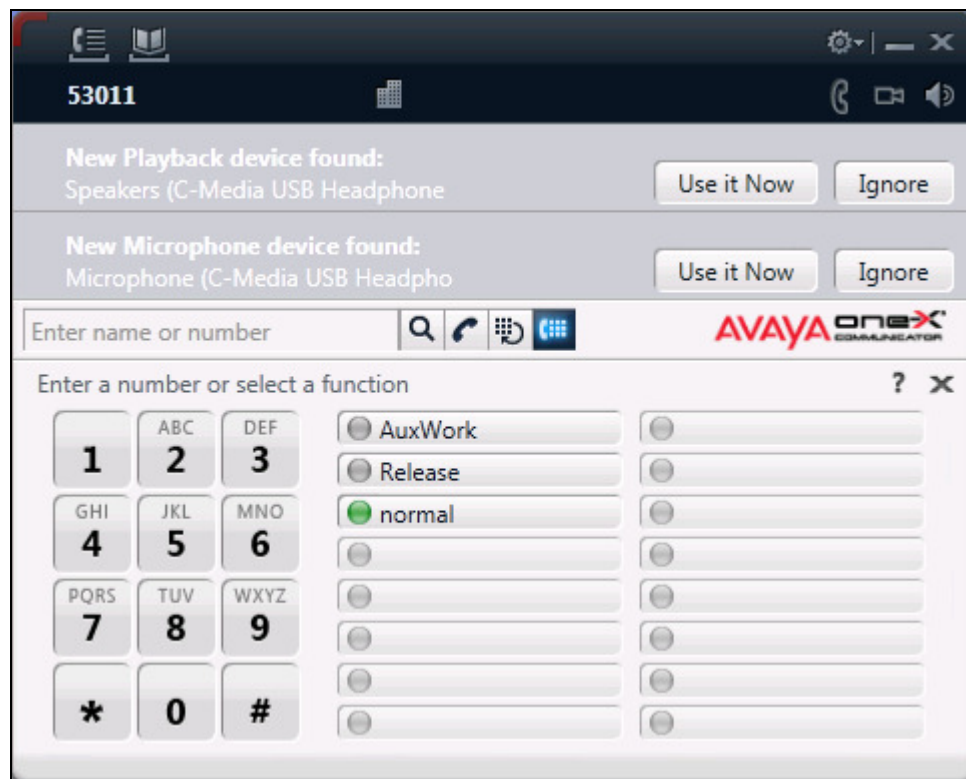 53011
New Playback device found:
Speakers (C-Media USB Headphone
Use it Now
Ignore
New Microphone device found:
Microphone (C-Media USB Headpho
Use it Now
Ignore
Enter name or number
AVAYA one-X
COMMUNICATOR
Enter a number or select a function
?
1
ABC
2
DEF
3
GHI
4
JKL
5
MNO
6
PQRS
7
TUV
8
WXYZ
9
*
0
#
AuxWork
Release
normal